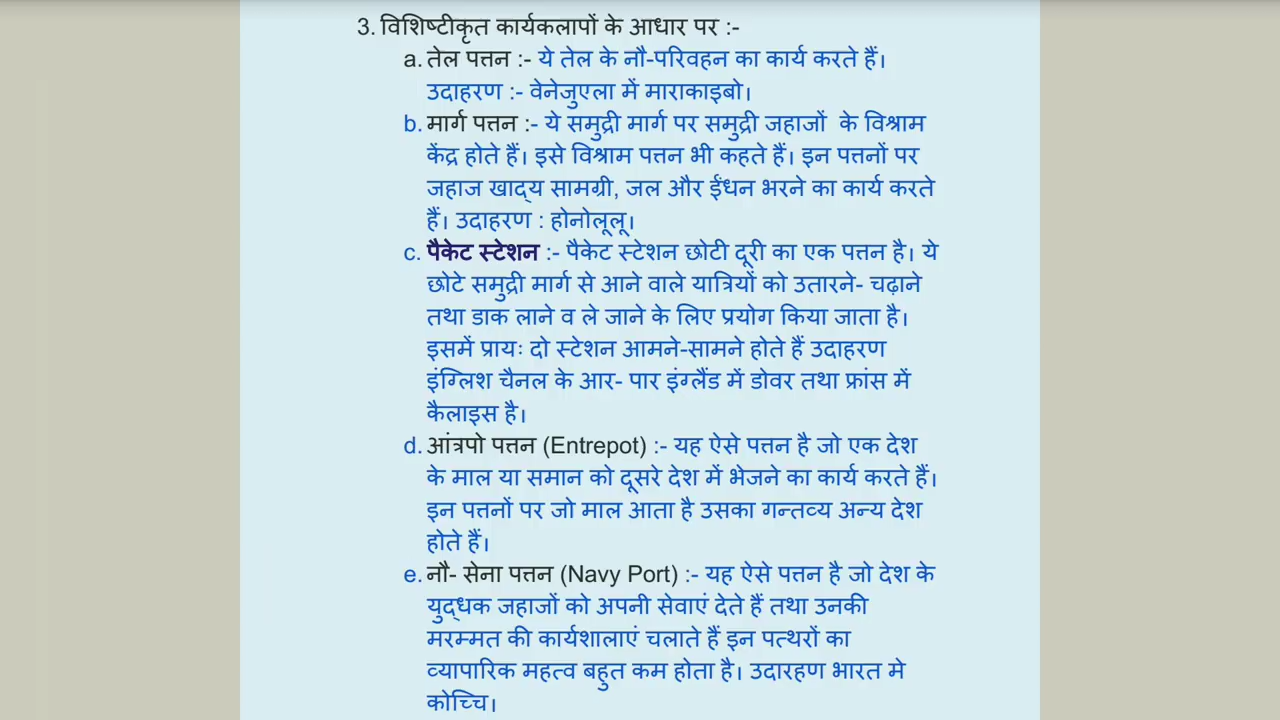 3. विशिष्टीकृत कार्यकलापों के आधार पर :-
a. तेल पत्तन :- ये तेल के नौ-परिवहन का कार्य करते हैं।
उदाहरण :- वेनेजुएला में माराकाइबो।
b. मार्ग पत्तन :- ये समुद्री मार्ग पर समुद्री जहाजों के विश्राम
केंद्र होते हैं। इसे विश्राम पत्तन भी कहते हैं। इन पत्तनों पर
जहाज खाद्य सामग्री, जल और ईंधन भरने का कार्य करते
हैं। उदाहरण : होनोलूलू।
c. पैकेट स्टेशन :- पैकेट स्टेशन छोटी दूरी का एक पत्तन है। ये
छोटे समुद्री मार्ग से आने वाले यात्रियों को उतारने- चढ़ाने
तथा डाक लाने व ले जाने के लिए प्रयोग किया जाता है।
इसमें प्रायः दो स्टेशन आमने-सामने होते हैं उदाहरण
इंग्लिश चैनल के आर- पार इंग्लैंड में डोवर तथा फ्रांस में
कैलाइस है।
d. आंत्रपो पत्तन (Entrepot) :- यह ऐसे पत्तन है जो एक देश
के माल या समान को दूसरे देश में भेजने का कार्य करते हैं।
इन पत्तनों पर जो माल आता है उसका गन्तव्य अन्य देश
होते हैं।
e. नौ- सेना पत्तन (Navy Port) :- यह ऐसे पत्तन है जो देश के
युद्धक जहाजों को अपनी सेवाएं देते हैं तथा उनकी
मरम्मत की कार्यशालाएं चलाते हैं इन पत्थरों का
व्यापारिक महत्व बहुत कम होता है। उदारहण भारत मे
कोच्चि।